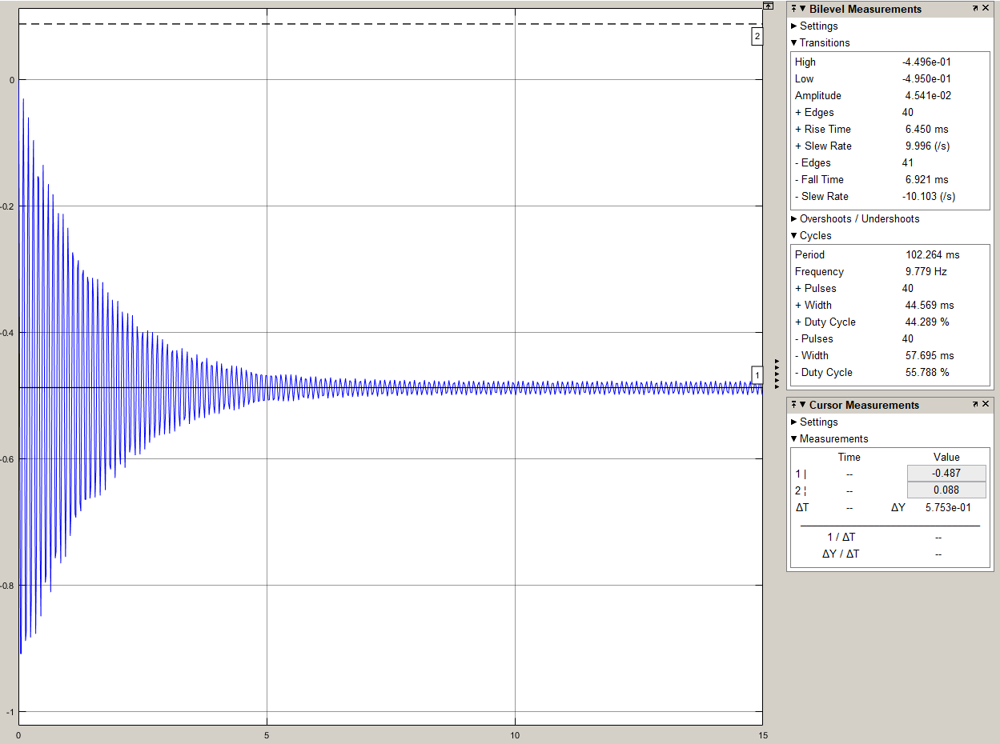 0
-0.2
-0.4
-0.6
-0.8
-1
0 5 10 15
2
1
Bilevel Measurements
Settings
Transitions
High -4.496e-01
Low -4.950e-01
Amplitude 4.541e-02
+ Edges 40
+ Rise Time 6.450 ms
+ Slew Rate 9.996 (/s)
- Edges 41
- Fall Time 6.921 ms
- Slew Rate -10.103 (/s)
Overshoots / Undershoots
Cycles
Period 102.264 ms
Frequency 9.779 Hz
+ Pulses 40
+ Width 44.569 ms
+ Duty Cycle 44.289 %
- Pulses 40
- Width 57.695 ms
- Duty Cycle 55.788 %
Cursor Measurements
Settings
Measurements
Time Value
1 | -- -0.487
2 ¦ -- 0.088
ΔT -- ΔY 5.753e-01
1 / ΔT --
ΔY / ΔT --